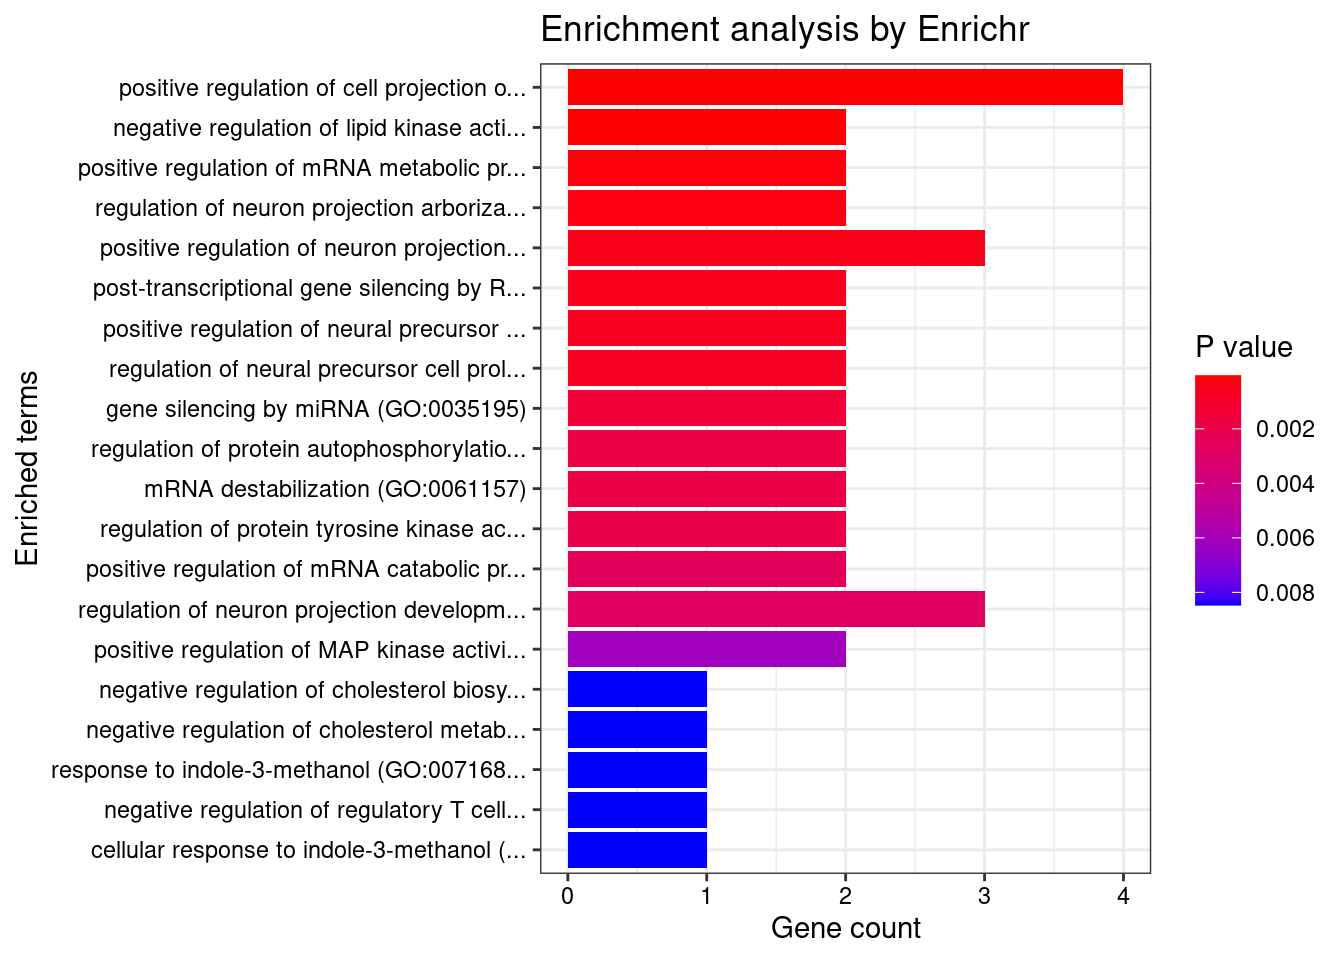 Enrichment analysis by Enrichr
positive regulation of cell projection o...
negative regulation of lipid kinase acti...
positive regulation of mRNA metabolic pr...
regulation of neuron projection arboriza...
positive regulation of neuron projection...
post-transcriptional gene silencing by R...
positive regulation of neural precursor ...
regulation of neural precursor cell prol...
gene silencing by miRNA (GO:0035195)
regulation of protein autophosphorylatio...
mRNA destabilization (GO:0061157)
regulation of protein tyrosine kinase ac...
positive regulation of mRNA catabolic pr...
regulation of neuron projection developm...
positive regulation of MAP kinase activi...
negative regulation of cholesterol biosy...
negative regulation of cholesterol metab...
response to indole-3-methanol (GO:007168...
negative regulation of regulatory T cell...
cellular response to indole-3-methanol (...
Enriched terms
0 1 2 3 4
Gene count
P value
0.002
0.004
0.006
0.008